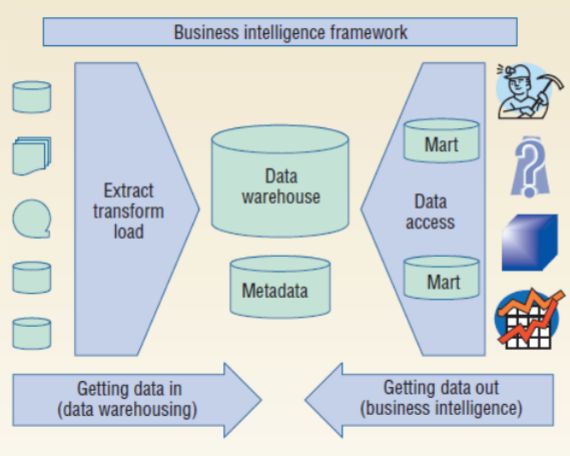 Business intelligence framework
Extract
transform
load
Data
warehouse
Metadata
Mart
Data
access
Mart
Getting data in
(data warehousing)
Getting data out
(business intelligence)